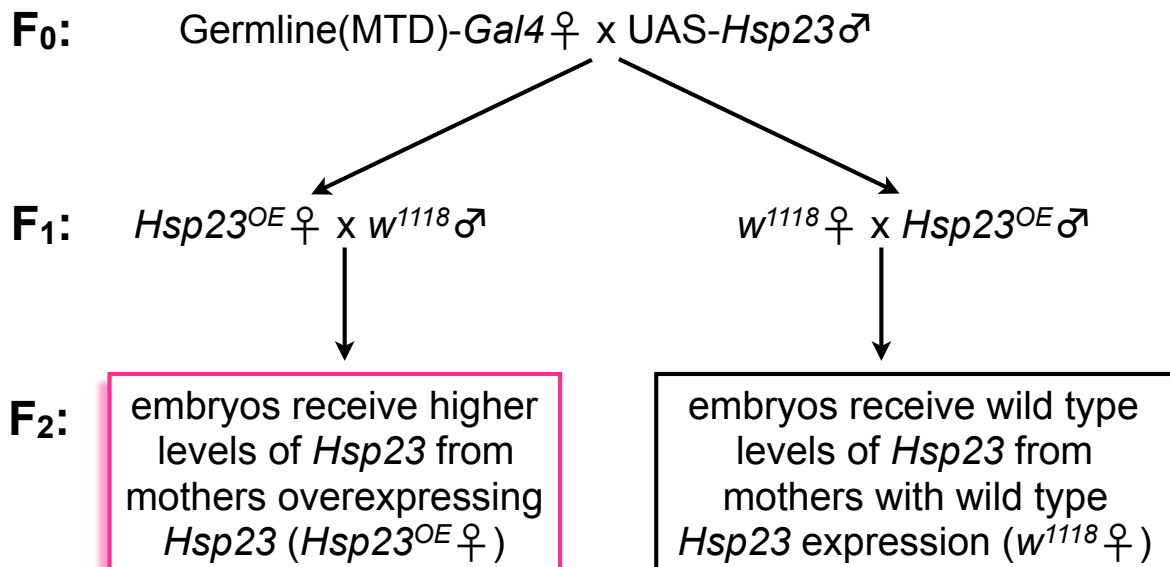 F₀: Germline(MTD)-Gal4♀ x UAS-Hsp23♂
F₁: Hsp23ᴼᴱ♀ x w¹¹¹⁸♂ w¹¹¹⁸♀ x Hsp23ᴼᴱ♂
F₂:
embryos receive higher
levels of Hsp23 from
mothers overexpressing
Hsp23 (Hsp23ᴼᴱ♀)
embryos receive wild type
levels of Hsp23 from
mothers with wild type
Hsp23 expression (w¹¹¹⁸♀)